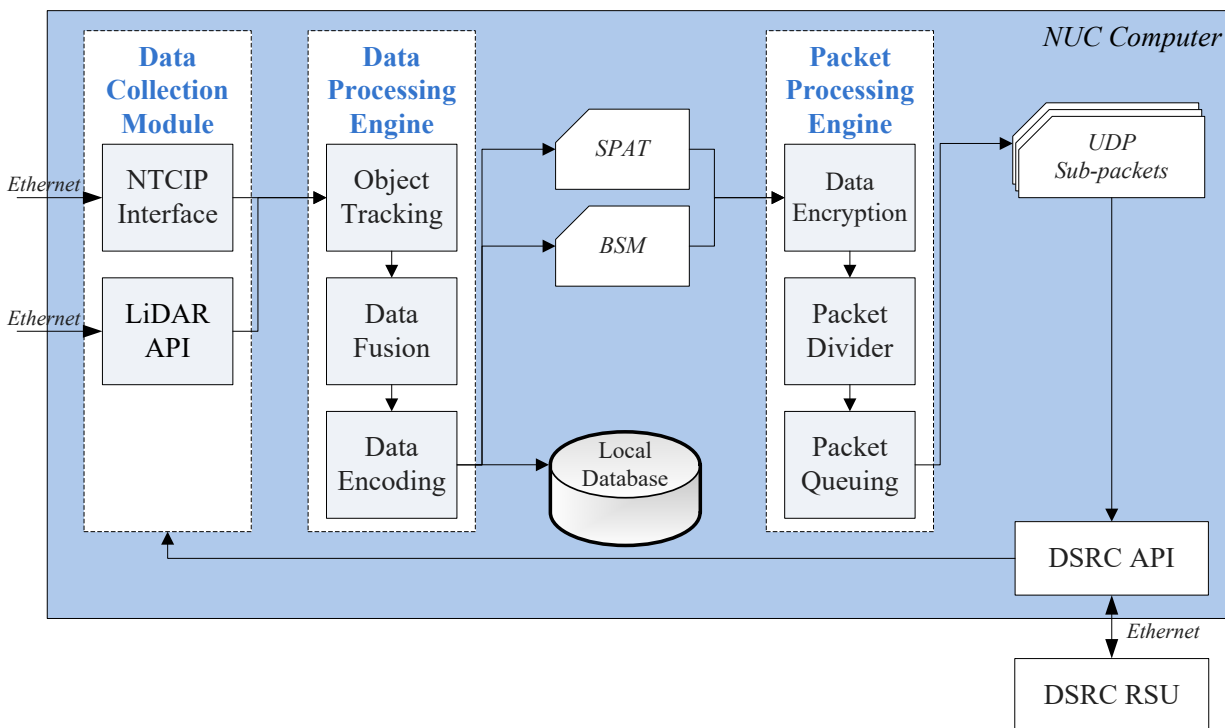 NUC Computer
Data
Collection
Module
Data
Processing
Engine
Packet
Processing
Engine
Ethernet
NTCIP
Interface
Ethernet
LiDAR
API
Object
Tracking
Data
Fusion
Data
Encoding
SPAT
BSM
Local
Database
Data
Encryption
Packet
Divider
Packet
Queuing
UDP
Sub-packets
DSRC API
Ethernet
DSRC RSU